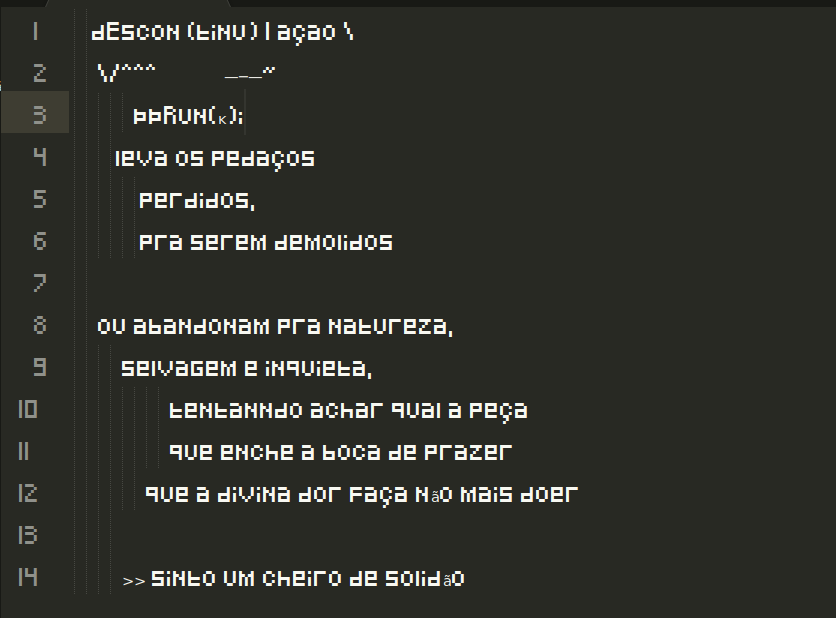 1 dEscon (tinu) | ação \
2 \/^^^ ___~
3 bbRun(k);
4 leva os pedaços
5 perdidos,
6 pra serem demolidos
7
8 ou abandonam pra natureza,
9 selvagem e inquieta,
10 tentanndo achar qual a peça
11 que enche a boca de prazer
12 que a divina dor faça não mais doer
13
14 >> sinto um cheiro de solidão